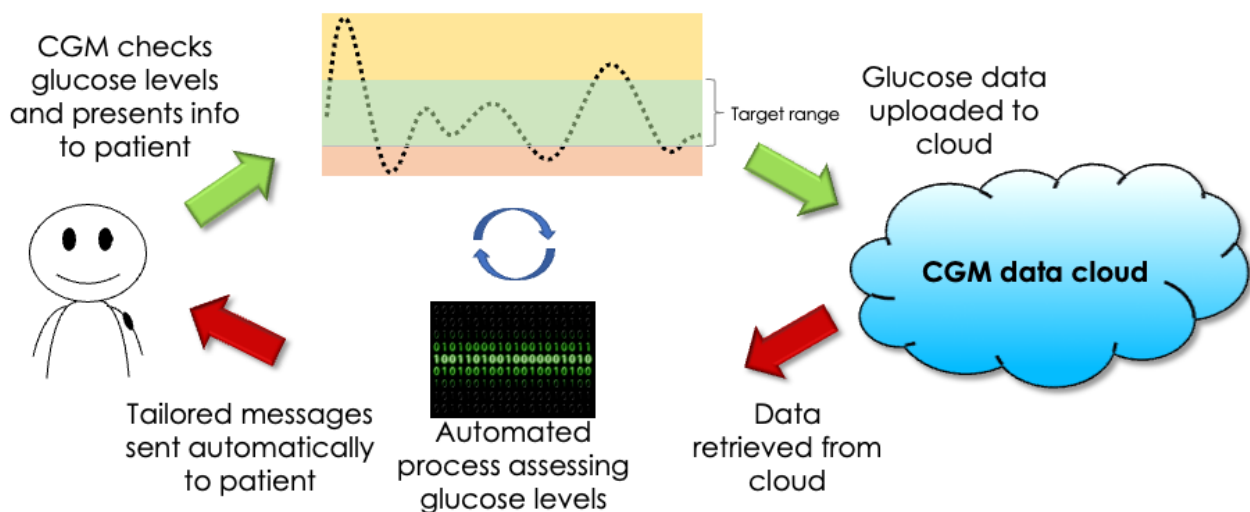 CGM checks
glucose levels
and presents info
to patient
Target range
Glucose data
uploaded to
cloud
CGM data cloud
Data
retrieved from
cloud
Automated
process assessing
glucose levels
Tailored messages
sent automatically
to patient